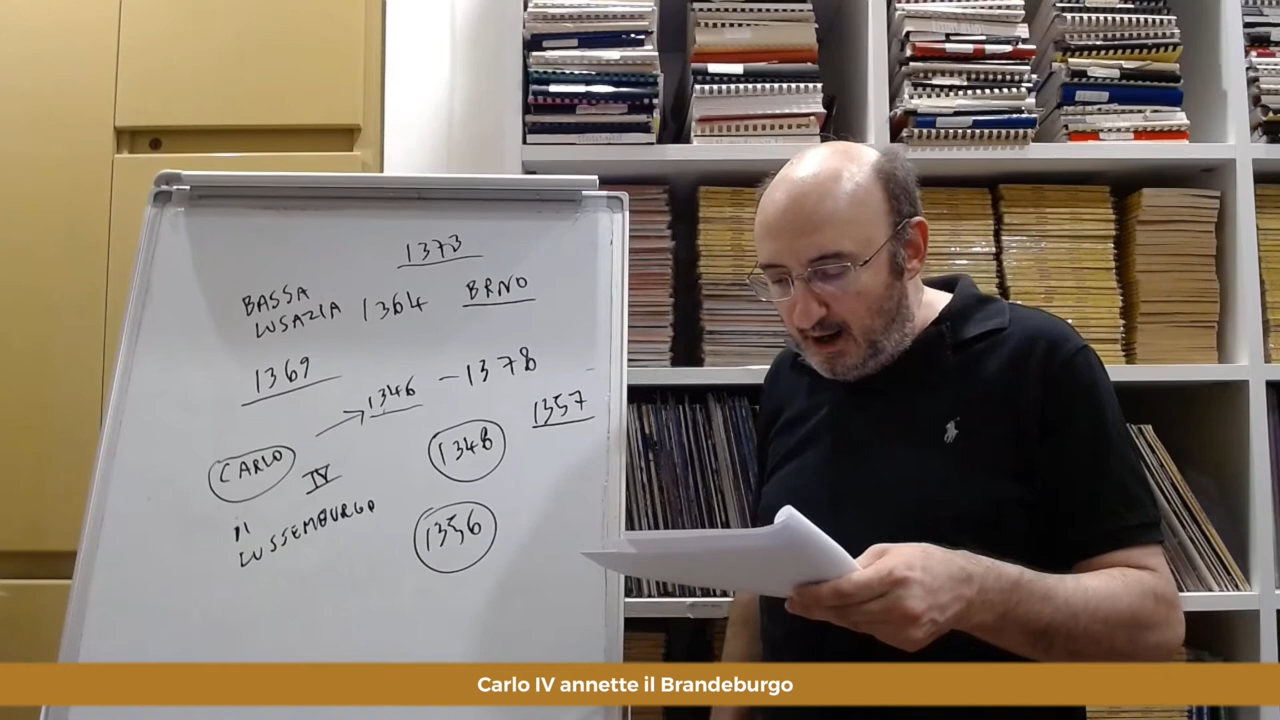 1373
BASSA
LUSAZIA 1364 BRNO
1369
1346 - 1378
1357
CARLO IV
1348
DI
LUSSEMBURGO
1356
Carlo IV annette il Brandeburgo